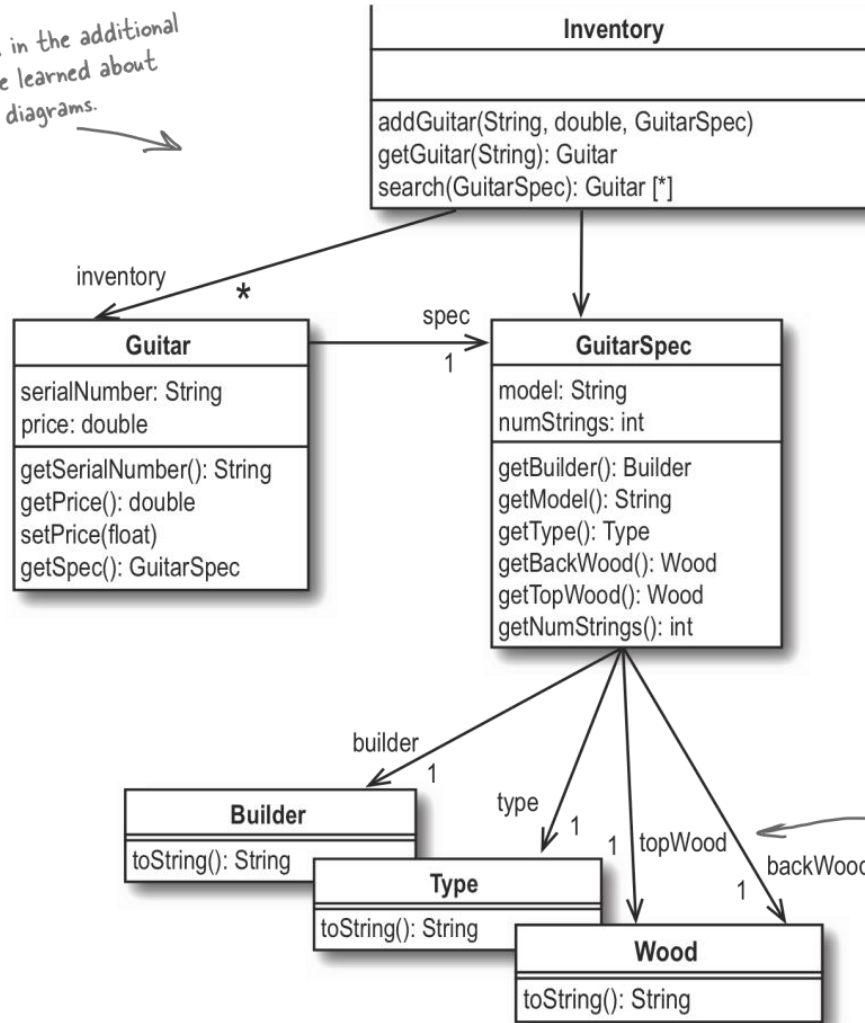 in the additional
learned about
diagrams.
Inventory
addGuitar(String, double, GuitarSpec)
getGuitar(String): Guitar
search(GuitarSpec): Guitar [*]
inventory
*
Guitar
serialNumber: String
price: double
getSerialNumber(): String
getPrice(): double
setPrice(float)
getSpec(): GuitarSpec
spec
1
GuitarSpec
model: String
numStrings: int
getBuilder(): Builder
getModel(): String
getType(): Type
getBackWood(): Wood
getTopWood(): Wood
getNumStrings(): int
builder
1
type
1
1
topWood
backWood
1
Builder
toString(): String
Type
toString(): String
Wood
toString(): String